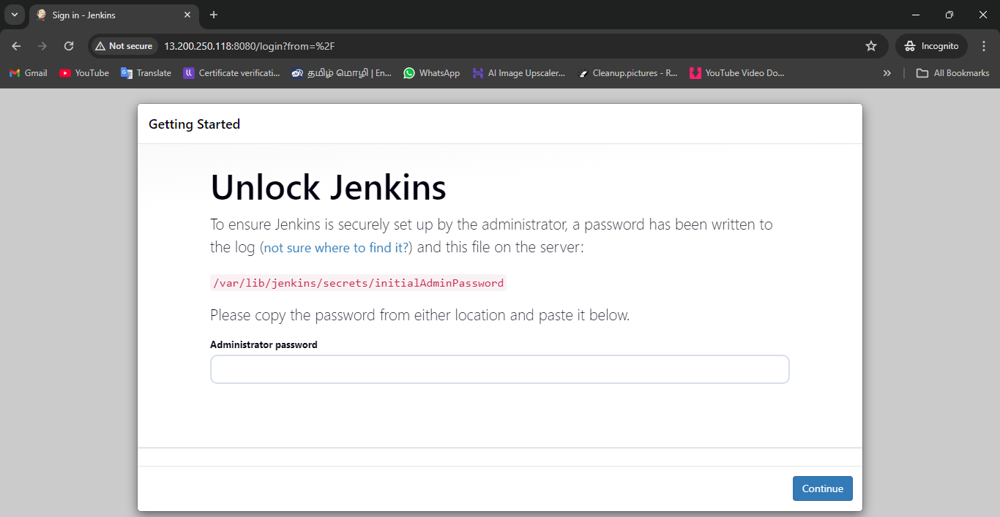 Sign in - Jenkins
Not secure
13.200.250.118:8080/login?from=%2F
Incognito
Gmail
YouTube
Translate
Certificate verificati...
தமிழ் மொழி | En...
WhatsApp
AI Image Upscaler...
Cleanup.pictures - R...
YouTube Video Do...
All Bookmarks
Getting Started
Unlock Jenkins
To ensure Jenkins is securely set up by the administrator, a password has been written to
the log (not sure where to find it?) and this file on the server:
/var/lib/jenkins/secrets/initialAdminPassword
Please copy the password from either location and paste it below.
Administrator password
Continue